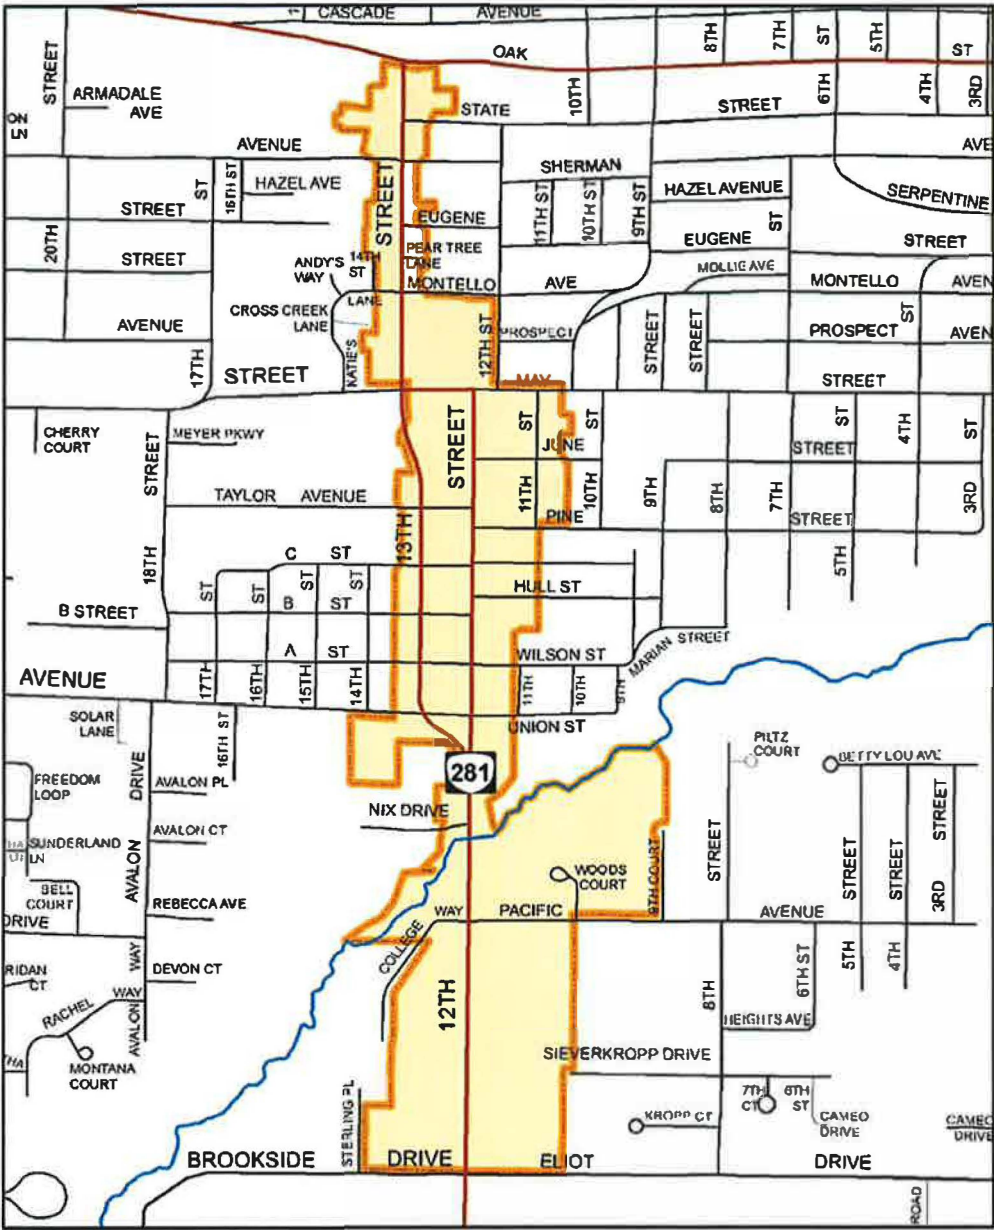 CASCADE AVENUE
OAK
8TH
7TH
ST
5TH
ST
STREET
ARMADALE
AVE
ON
LN
STATE
10TH
STREET
6TH
4TH
3RD
AVENUE
AVE
SHERMAN
16TH ST
HAZEL AVE
ST
STREET
STREET
11TH ST
10TH ST
9TH ST
HAZEL AVENUE
SERPENTINE
EUGENE
ST
EUGENE
STREET
20TH
STREET
ANDY'S
WAY
14TH
ST
PEAR TREE
LANE
MOLLIE AVE
MONTELLO
AVE
MONTELLO
AVEN
LANE
CROSS CREEK
LANE
AVENUE
12TH ST
PROSPECT
STREET
STREET
PROSPECT
ST
AVEN
17TH
STREET
KATIE'S
MAY
STREET
CHERRY
COURT
STREET
MEYER PKWY
STREET
ST
JUNE
ST
ST
4TH
ST
STREET
TAYLOR AVENUE
13TH
11TH
10TH
9TH
8TH
7TH
3RD
PINE
STREET
18TH
C ST
5TH
ST
ST
ST
ST
HULL ST
B STREET
B ST
A ST
WILSON ST
MARIAN STREET
AVENUE
17TH
16TH
15TH
14TH
11TH
10TH
9TH
UNION ST
SOLAR
LANE
16TH ST
PILTZ
COURT
BETTY LOU AVE
281
FREEDOM
LOOP
DRIVE
AVALON PL
NIX DRIVE
STREET
AVALON CT
SUNDERLAND
LN
AVALON
WOODS
COURT
9TH COURT
STREET
STREET
STREET
BELL
COURT
REBECCA AVE
WAY
PACIFIC
AVENUE
3RD
DRIVE
COLLEGE
RIDAN
CT
WAY
DEVON CT
12TH
8TH
6TH ST
5TH
4TH
RACHEL
WAY
AVALON
HEIGHTS AVE
MONTANA
COURT
SIEVERKROPP DRIVE
7TH
CT
6TH
ST
STERLING PL
KROPP CT
CAMEO
DRIVE
CAMEO
DRIVE
BROOKSIDE
DRIVE
ELIOT
DRIVE
ROAD